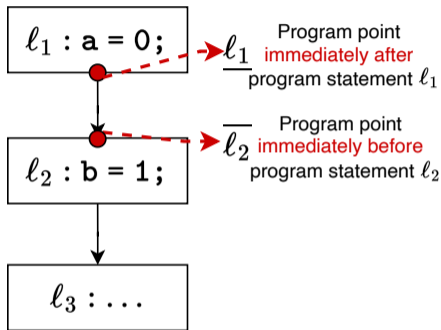 ℓ₁ : a = 0;
ℓ₁
Program point
immediately after
program statement ℓ₁
ℓ₂ : b = 1;
ℓ₂
Program point
immediately before
program statement ℓ₂
ℓ₃ : . . .